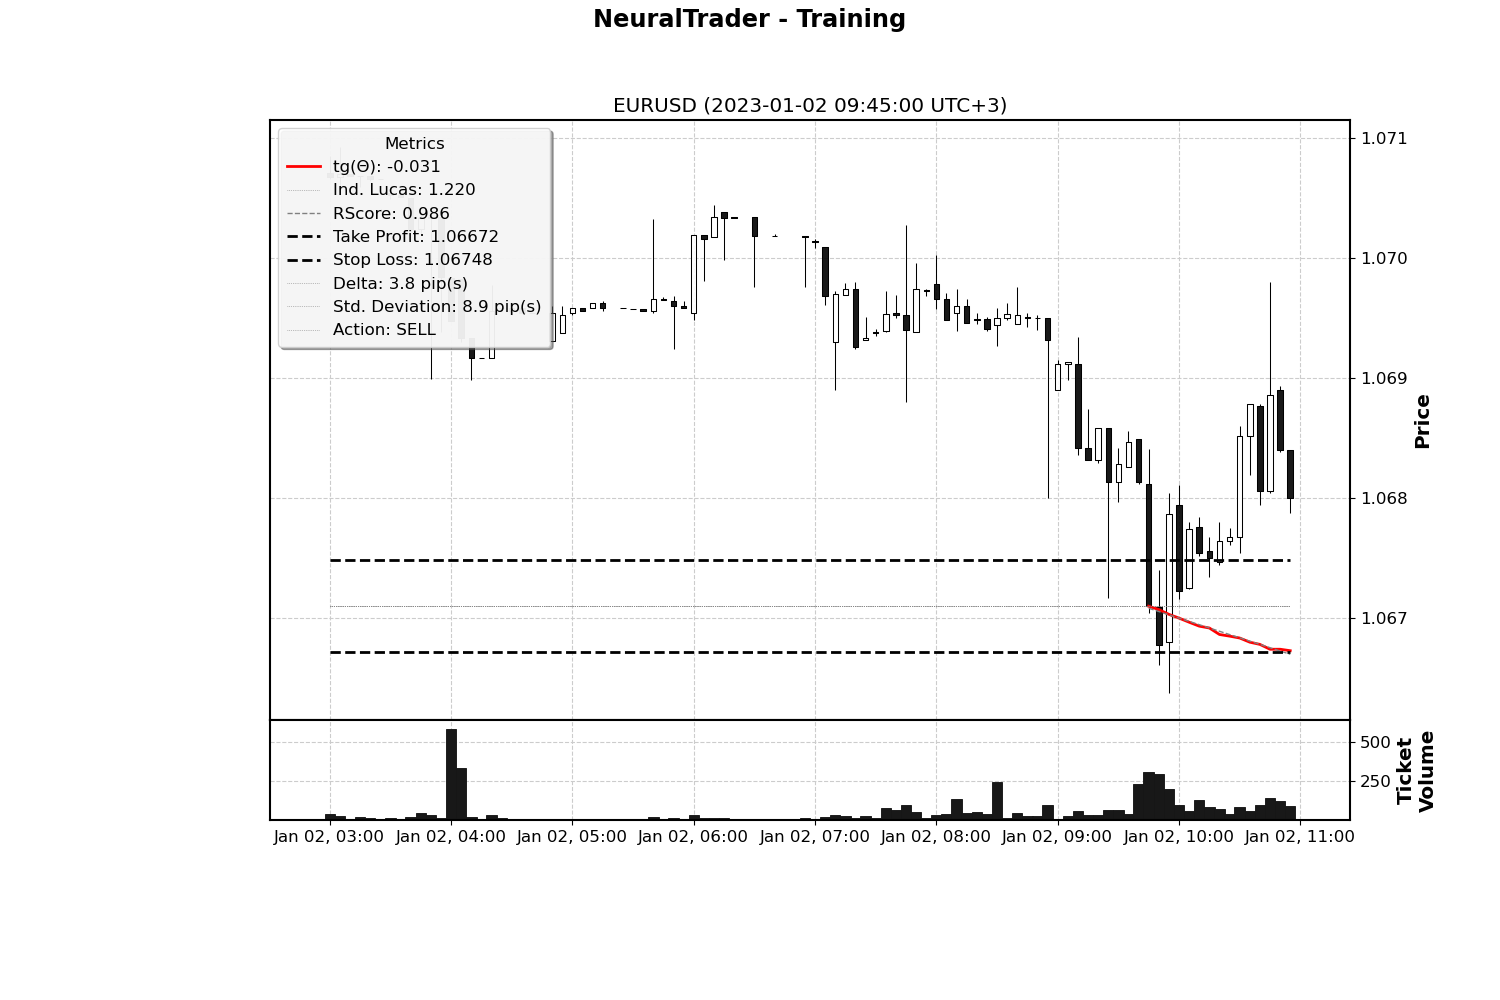 NeuralTrader - Training
EURUSD (2023-01-02 09:45:00 UTC+3)
Metrics
tg(Θ): -0.031
Ind. Lucas: 1.220
RScore: 0.986
Take Profit: 1.06672
Stop Loss: 1.06748
Delta: 3.8 pip(s)
Std. Deviation: 8.9 pip(s)
Action: SELL
1.071
1.070
1.069
1.068
1.067
Price
500
250
Ticket
Volume
Jan 02, 03:00 Jan 02, 04:00 Jan 02, 05:00 Jan 02, 06:00 Jan 02, 07:00 Jan 02, 08:00 Jan 02, 09:00 Jan 02, 10:00 Jan 02, 11:00